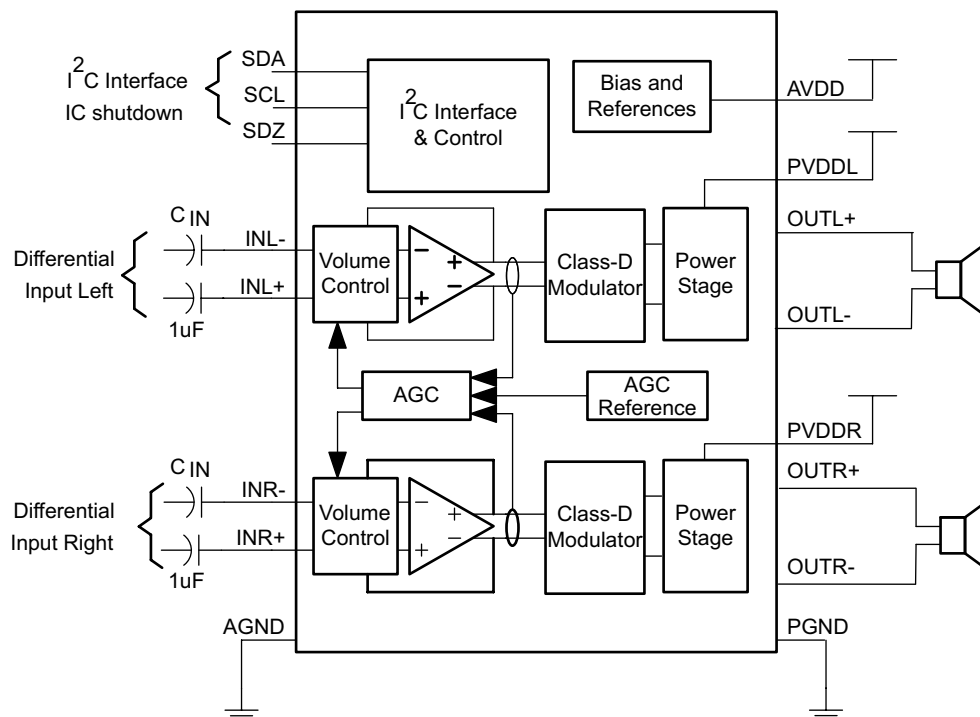 I2C Interface
IC shutdown
SDA
SCL
SDZ
I2C Interface
& Control
Bias and
References
AVDD
PVDDL
OUTL+
OUTL-
Differential
Input Left
CIN
1uF
INL-
INL+
Volume
Control
−
+
+
−
Class-D
Modulator
Power
Stage
AGC
AGC
Reference
PVDDR
OUTR+
OUTR-
Differential
Input Right
CIN
1uF
INR-
INR+
Volume
Control
−
+
+
−
Class-D
Modulator
Power
Stage
AGND
PGND